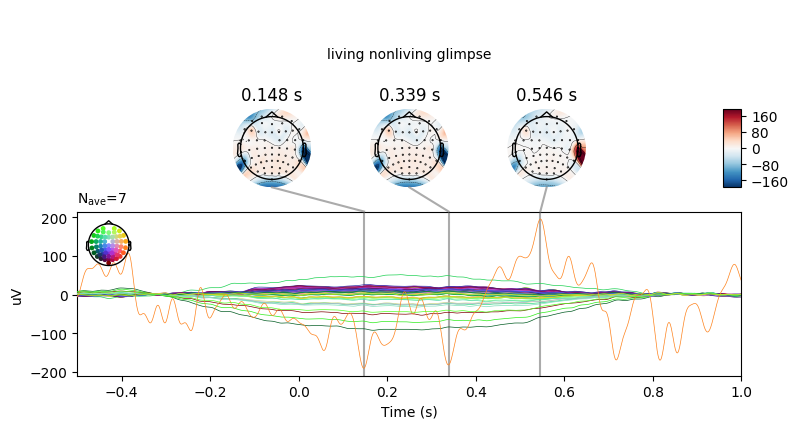 living nonliving glimpse
0.148 s 0.339 s 0.546 s
160
80
0
−80
−160
Nave=7
200
100
0
−100
−200
uV
−0.4 −0.2 0.0 0.2 0.4 0.6 0.8 1.0
Time (s)